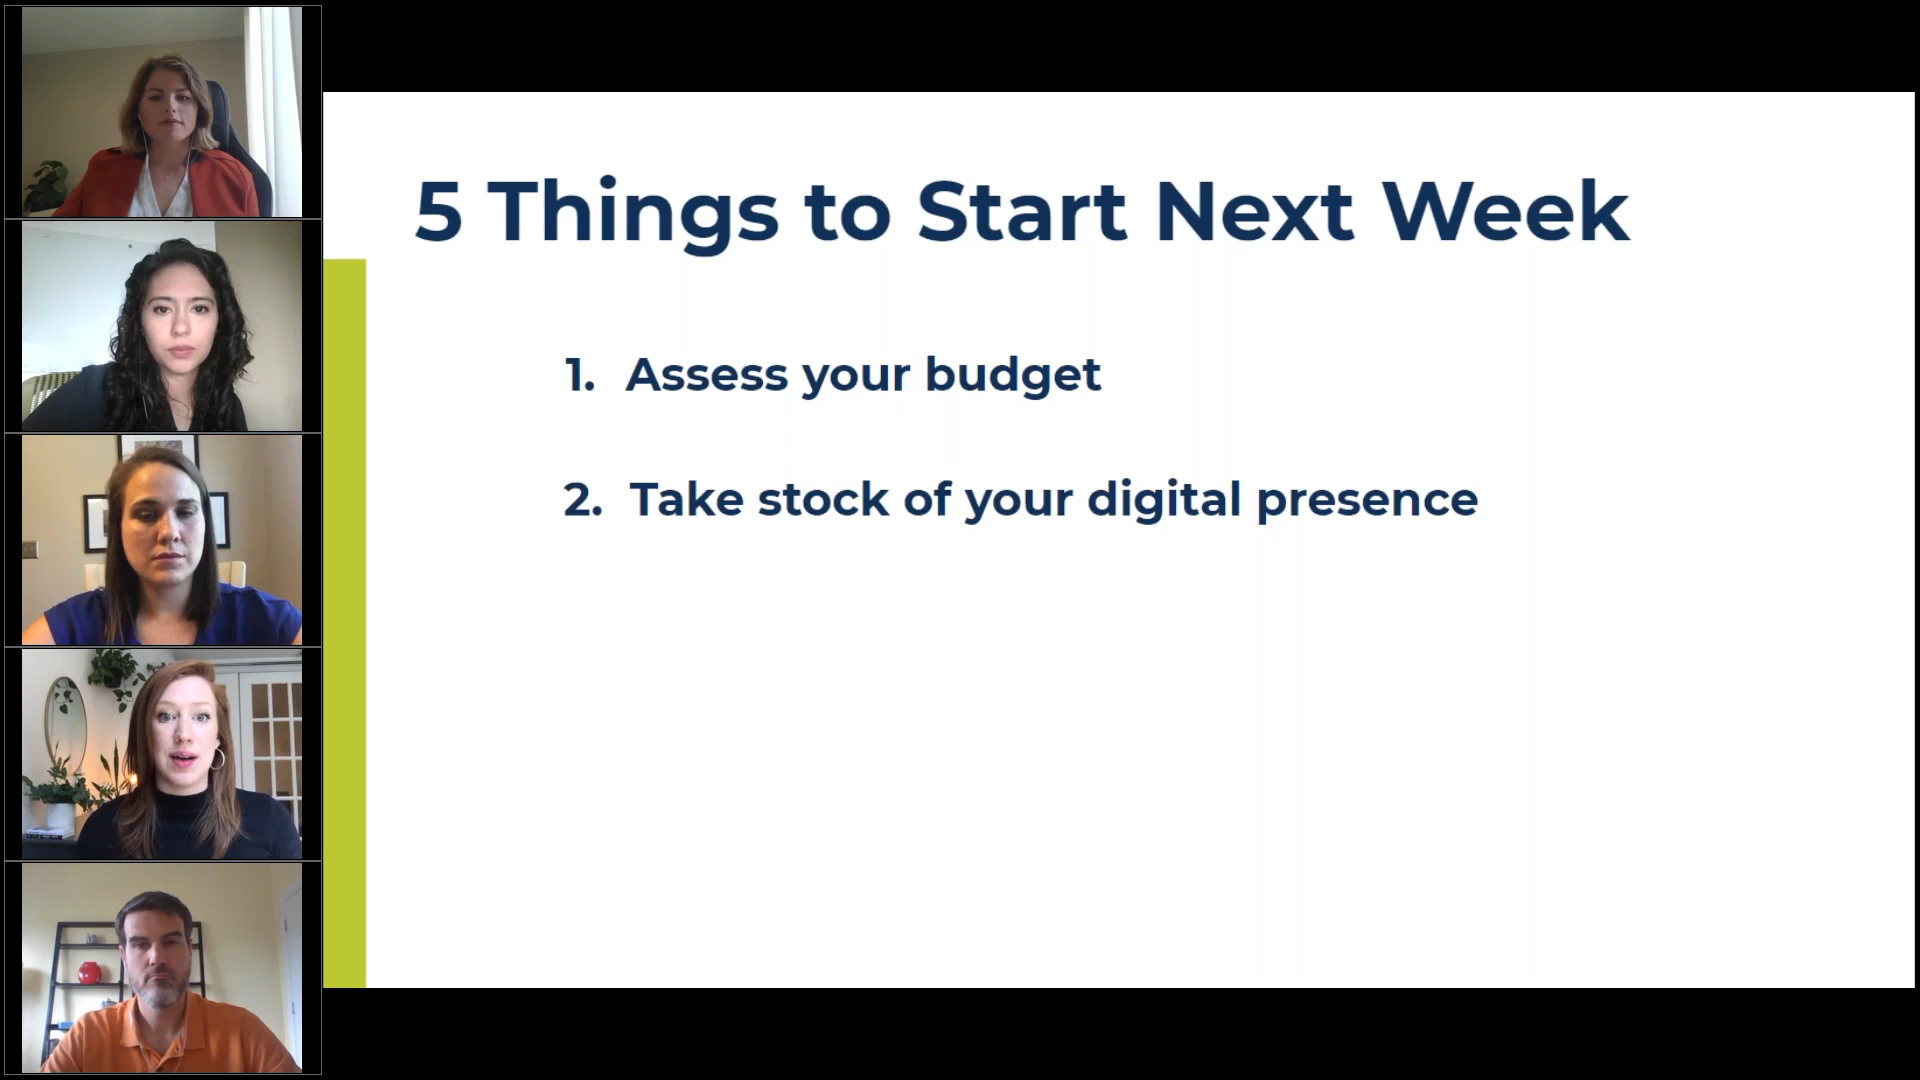 5 Things to Start Next Week
1. Assess your budget
2. Take stock of your digital presence